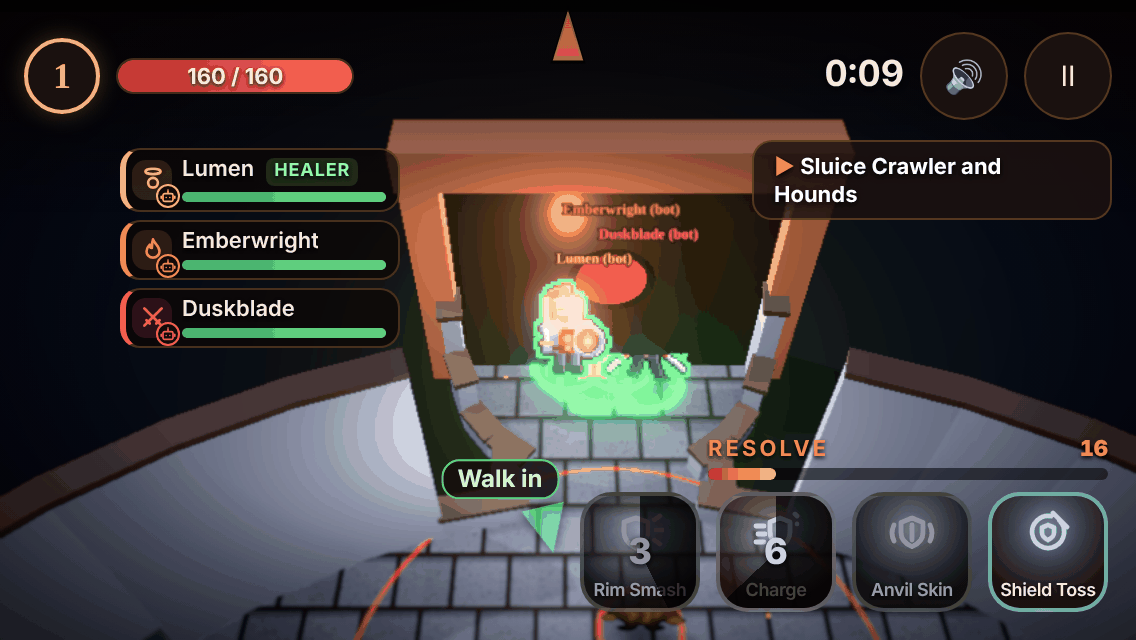 1
160 / 160
0:09
Lumen HEALER
Emberwright
Duskblade
▶ Sluice Crawler and
Hounds
Emberwright (bot)
Duskblade (bot)
Lumen (bot)
RESOLVE 16
Walk in
3
Rim Smash
6
Charge
Anvil Skin
Shield Toss